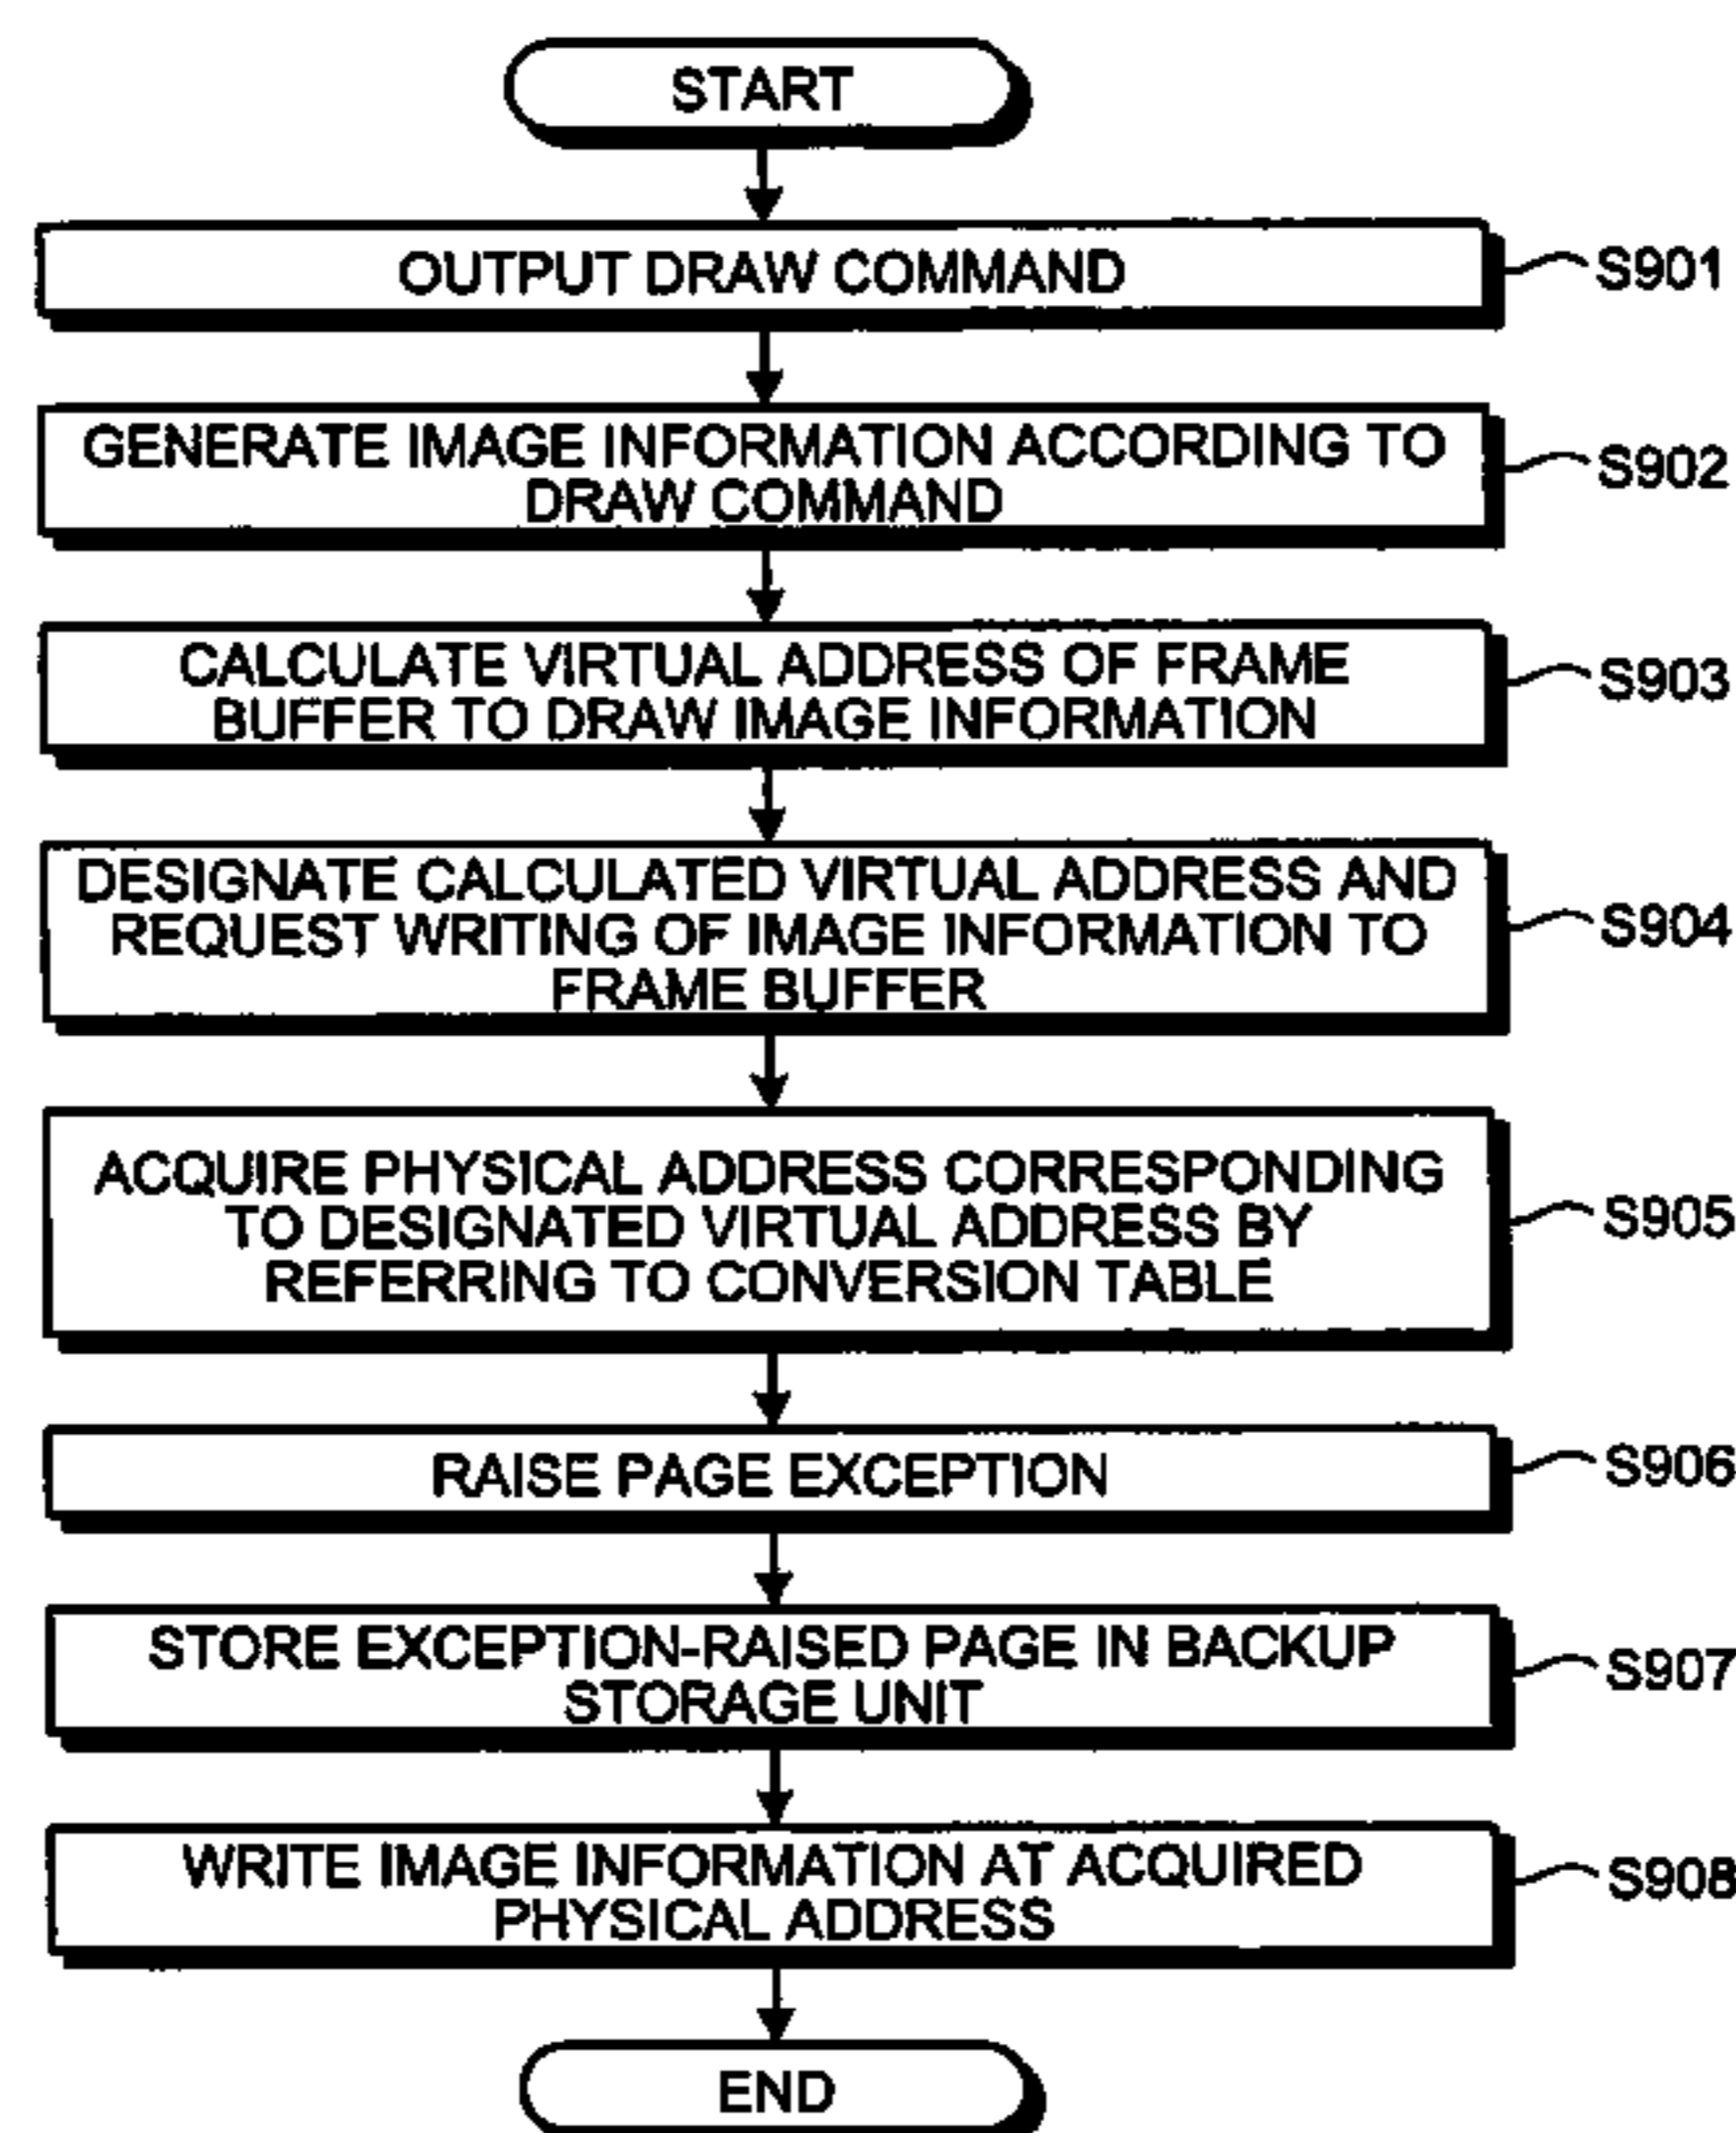 START
OUTPUT DRAW COMMAND
S901
GENERATE IMAGE INFORMATION ACCORDING TO
DRAW COMMAND
S902
CALCULATE VIRTUAL ADDRESS OF FRAME
BUFFER TO DRAW IMAGE INFORMATION
S903
DESIGNATE CALCULATED VIRTUAL ADDRESS AND
REQUEST WRITING OF IMAGE INFORMATION TO
FRAME BUFFER
S904
ACQUIRE PHYSICAL ADDRESS CORRESPONDING
TO DESIGNATED VIRTUAL ADDRESS BY
REFERRING TO CONVERSION TABLE
S905
RAISE PAGE EXCEPTION
S906
STORE EXCEPTION-RAISED PAGE IN BACKUP
STORAGE UNIT
S907
WRITE IMAGE INFORMATION AT ACQUIRED
PHYSICAL ADDRESS
S908
END